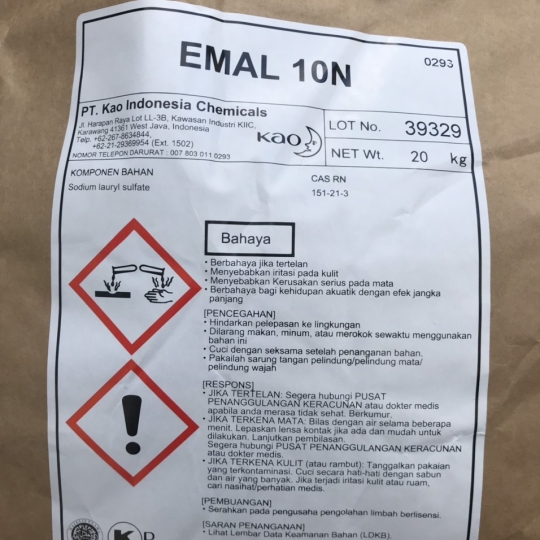 EMAL 10N
0293
PT. Kao Indonesia Chemicals
Jl. Harapan Raya Lot LL-3B, Kawasan Industri KIIC,
Karawang 41361 West Java, Indonesia
Telp. +62-267-8634844,
+62-21-29369954 (Ext. 1502)
NOMOR TELEPON DARURAT : 007 803 011 0293
Kao
LOT No. 39329
NET Wt. 20 kg
KOMPONEN BAHAN
CAS RN
Sodium lauryl sulfate
151-21-3
Bahaya
• Berbahaya jika tertelan
• Menyebabkan iritasi pada kulit
• Menyebabkan Kerusakan serius pada mata
• Berbahaya bagi kehidupan akuatik dengan efek jangka
panjang
[PENCEGAHAN]
• Hindarkan pelepasan ke lingkungan
• Dilarang makan, minum, atau merokok sewaktu menggunakan
bahan ini
• Cuci dengan seksama setelah penanganan bahan.
• Pakailah sarung tangan pelindung/pelindung mata/
pelindung wajah
[RESPONS]
• JIKA TERTELAN: Segera hubungi PUSAT
PENANGGULANGAN KERACUNAN atau dokter medis
apabila anda merasa tidak sehat. Berkumur.
• JIKA TERKENA MATA: Bilas dengan air selama beberapa
menit. Lepaskan lensa kontak jika ada dan mudah untuk
dilakukan. Lanjutkan pembilasan.
Segera hubungi PUSAT PENANGGULANGAN KERACUNAN
atau dokter medis.
• JIKA TERKENA KULIT (atau rambut): Tanggalkan pakaian
yang terkontaminasi. Cuci secara hati-hati dengan sabun
dan air yang banyak. Jika terjadi iritasi kulit atau ruam,
cari nasihat/perhatian medis.
[PEMBUANGAN]
• Serahkan pada pengusaha pengolahan limbah berlisensi.
[SARAN PENANGANAN]
• Lihat Lembar Data Keamanan Bahan (LDKB).
K D